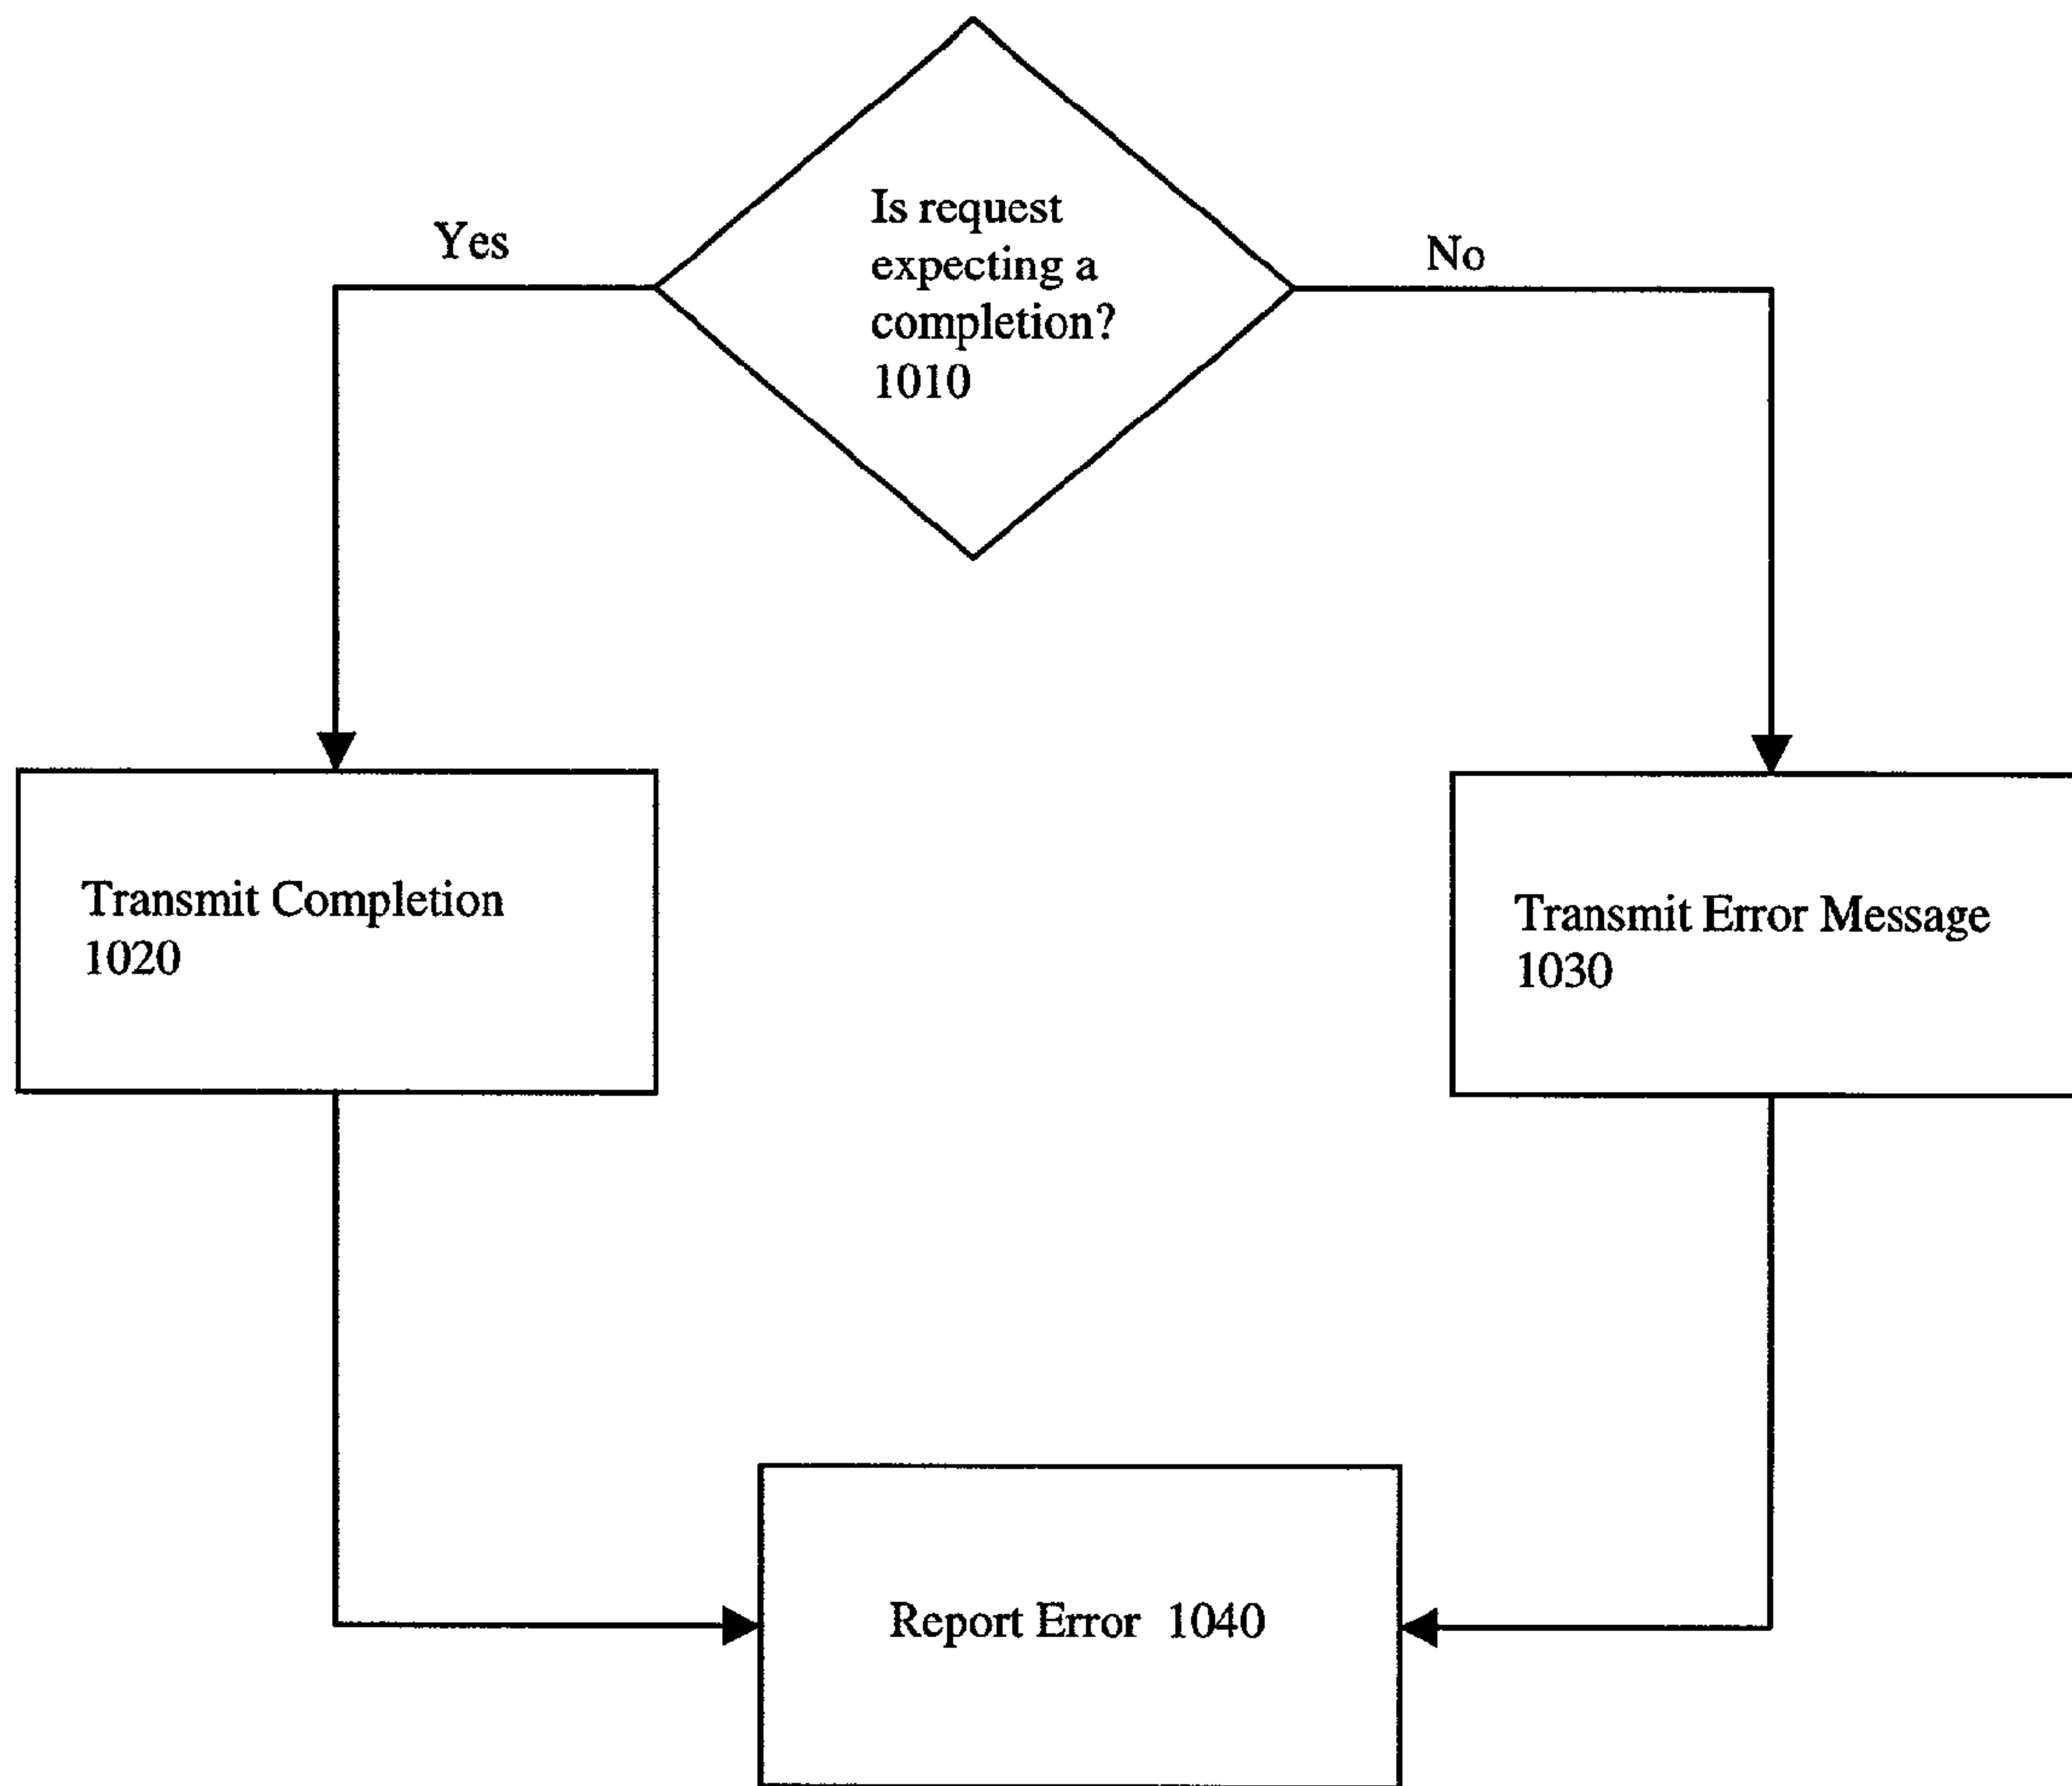 Is request
expecting a
completion?
1010
Yes
No
Transmit Completion
1020
Transmit Error Message
1030
Report Error 1040